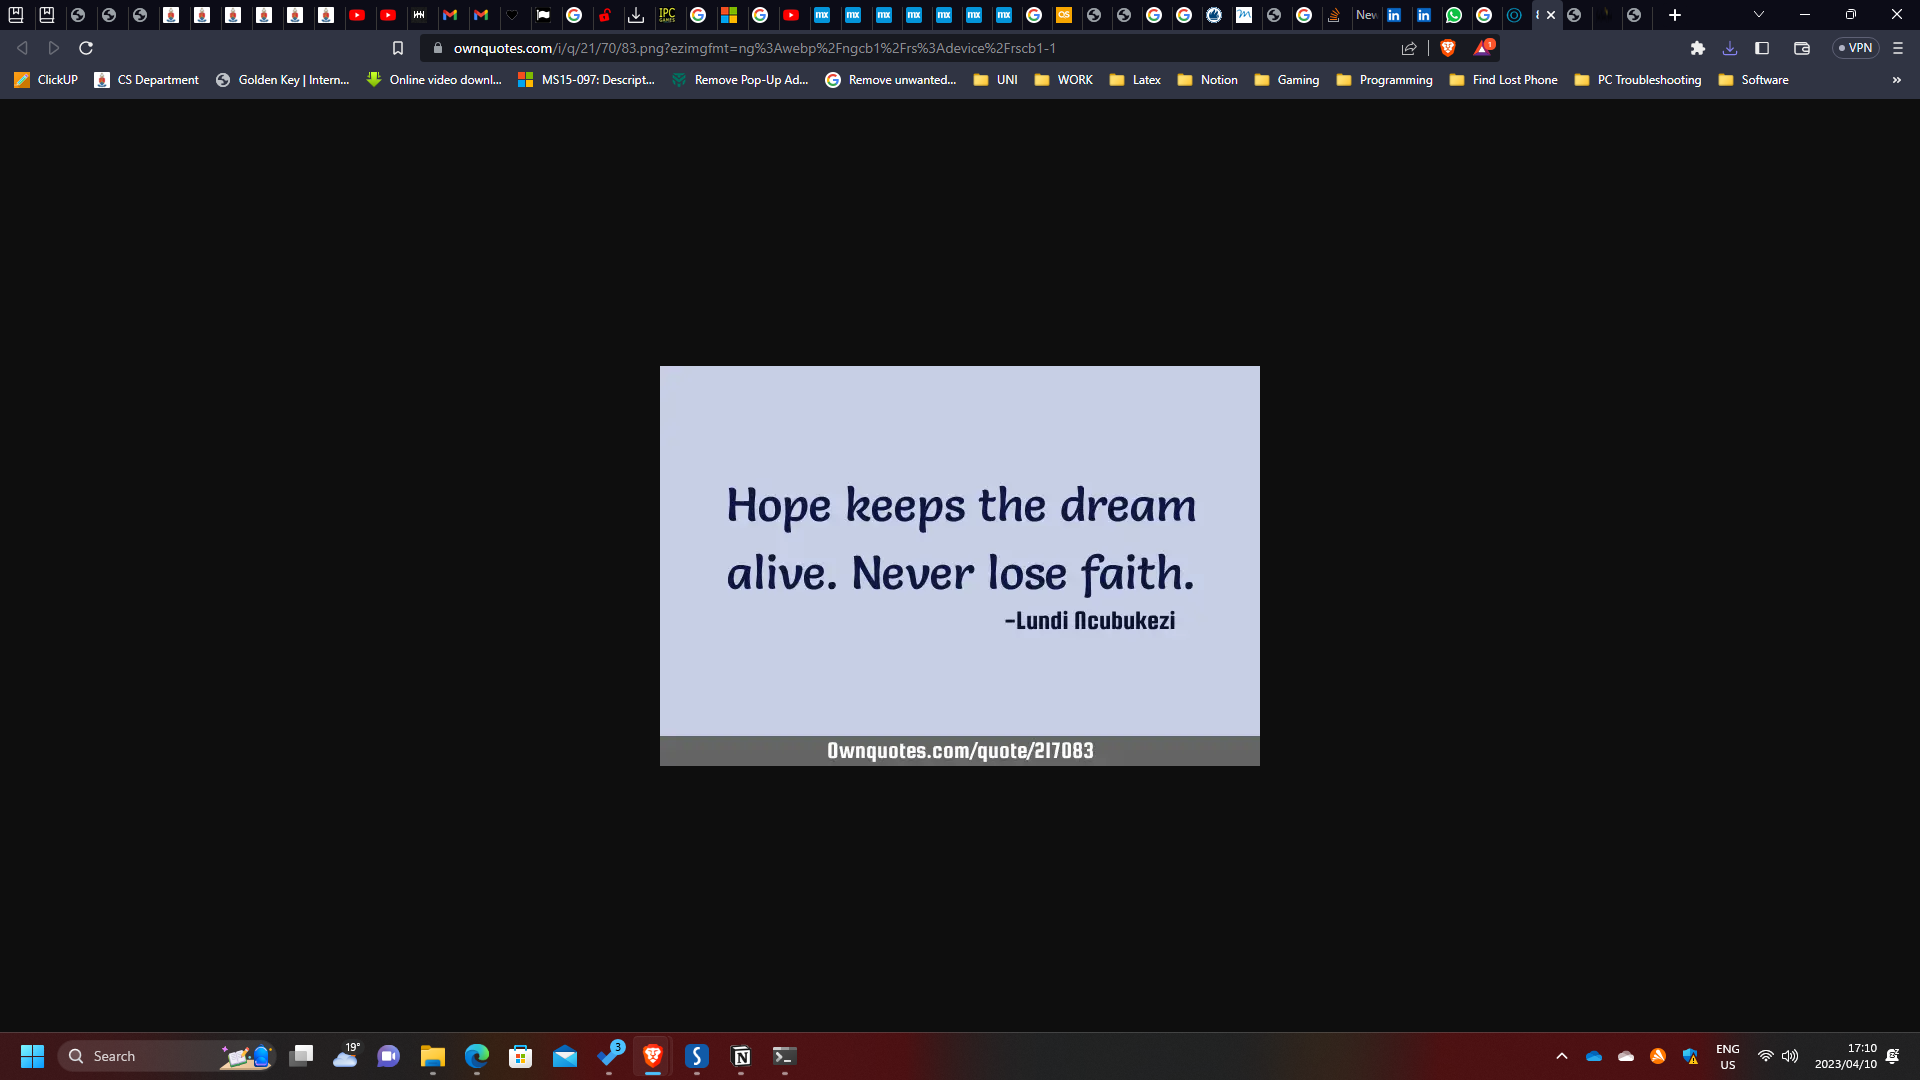 New
ownquotes.com/i/q/21/70/83.png?ezimgfmt=ng%3Awebp%2Fngcb1%2Frs%3Adevice%2Frscb1-1
VPN
ClickUP CS Department Golden Key | Intern... Online video downl... MS15-097: Descript... Remove Pop-Up Ad... Remove unwanted... UNI WORK Latex Notion Gaming Programming Find Lost Phone PC Troubleshooting Software
Hope keeps the dream
alive. Never lose faith.
-Lundi Ncubukezi
Ownquotes.com/quote/217083
Search 19° 3 ENG 17:10
US 2023/04/10